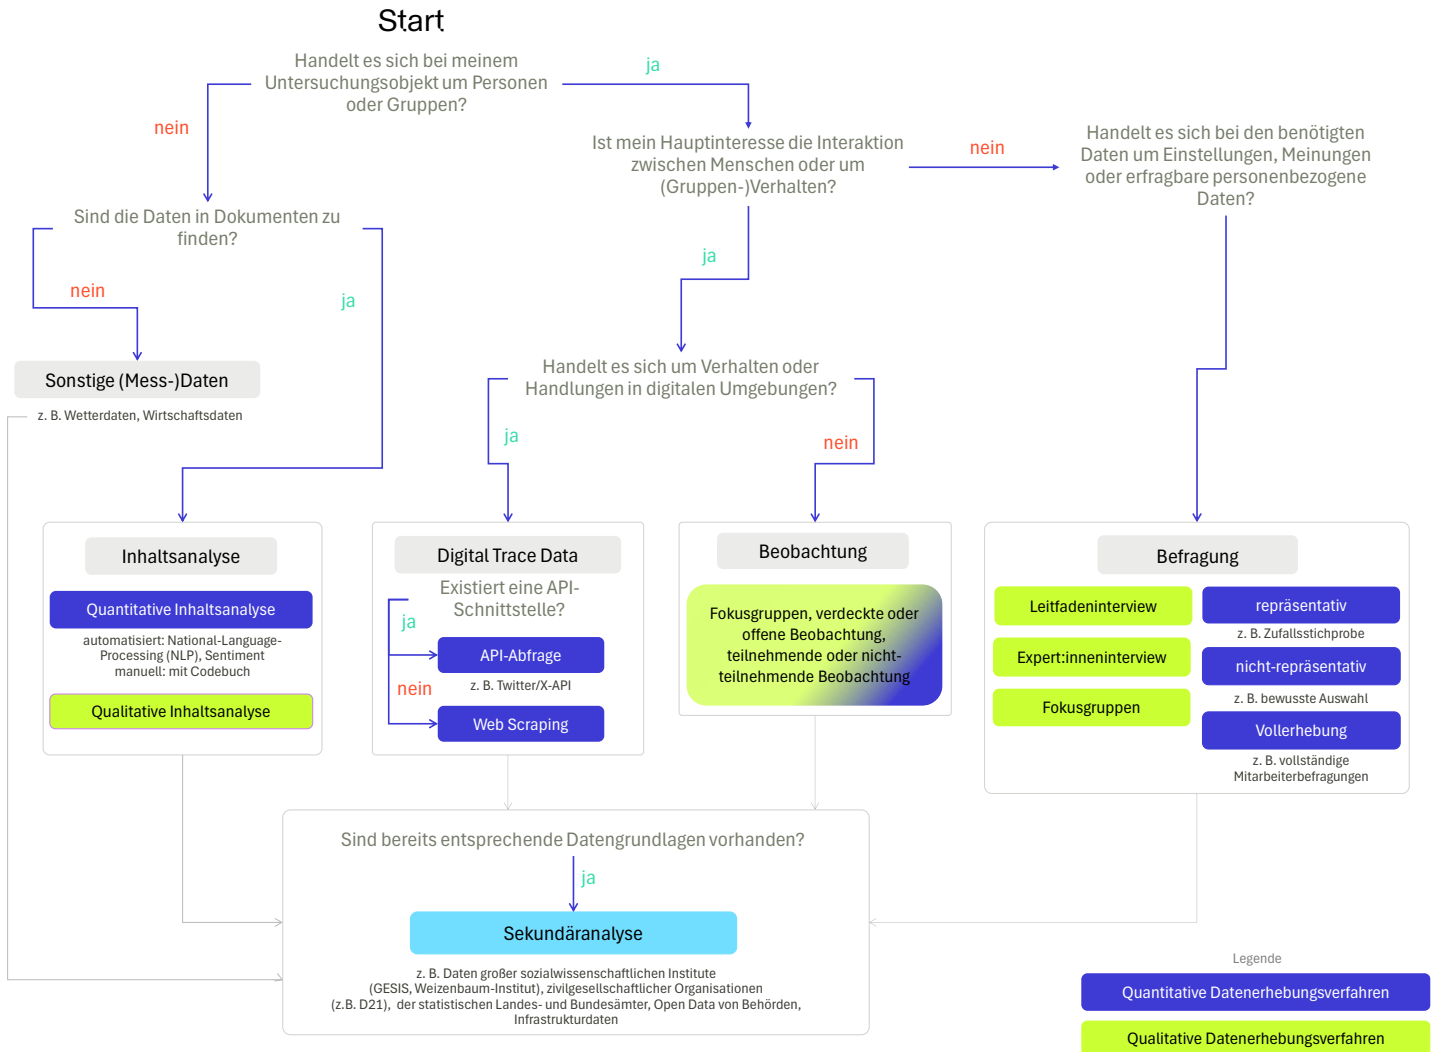 Start
Handelt es sich bei meinem
Untersuchungsobjekt um Personen
oder Gruppen?
ja
nein
Ist mein Hauptinteresse die Interaktion
zwischen Menschen oder um
(Gruppen-)Verhalten?
nein
Handelt es sich bei den benötigten
Daten um Einstellungen, Meinungen
oder erfragbare personenbezogene
Daten?
Sind die Daten in Dokumenten zu
finden?
nein
ja
ja
Sonstige (Mess-)Daten
z. B. Wetterdaten, Wirtschaftsdaten
Handelt es sich um Verhalten oder
Handlungen in digitalen Umgebungen?
ja
nein
Inhaltsanalyse
Quantitative Inhaltsanalyse
automatisiert: National-Language-
Processing (NLP), Sentiment
manuell: mit Codebuch
Qualitative Inhaltsanalyse
Digital Trace Data
Existiert eine API-
Schnittstelle?
ja
API-Abfrage
z. B. Twitter/X-API
nein
Web Scraping
Beobachtung
Fokusgruppen, verdeckte oder
offene Beobachtung,
teilnehmende oder nicht-
teilnehmende Beobachtung
Befragung
Leitfadeninterview
Expert:inneninterview
Fokusgruppen
repräsentativ
z. B. Zufallsstichprobe
nicht-repräsentativ
z. B. bewusste Auswahl
Vollerhebung
z. B. vollständige
Mitarbeiterbefragungen
Sind bereits entsprechende Datengrundlagen vorhanden?
ja
Sekundäranalyse
z. B. Daten großer sozialwissenschaftlichen Institute
(GESIS, Weizenbaum-Institut), zivilgesellschaftlicher Organisationen
(z.B. D21), der statistischen Landes- und Bundesämter, Open Data von Behörden,
Infrastrukturdaten
Legende
Quantitative Datenerhebungsverfahren
Qualitative Datenerhebungsverfahren